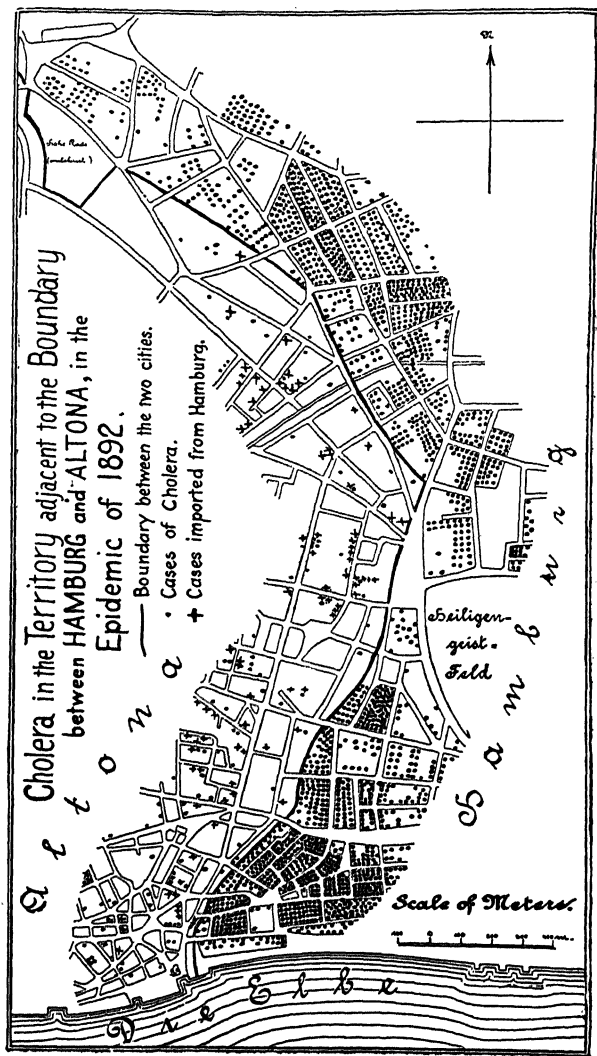 Cholera in the Territory adjacent to the Boundary
between HAMBURG and ALTONA, in the
Epidemic of 1892.
Boundary between the two cities.
Cases of Cholera.
Cases imported from Hamburg.
Altona
Heiligen-
geist-
Feld
Hamburg
Scale of Meters.
Die Elbe